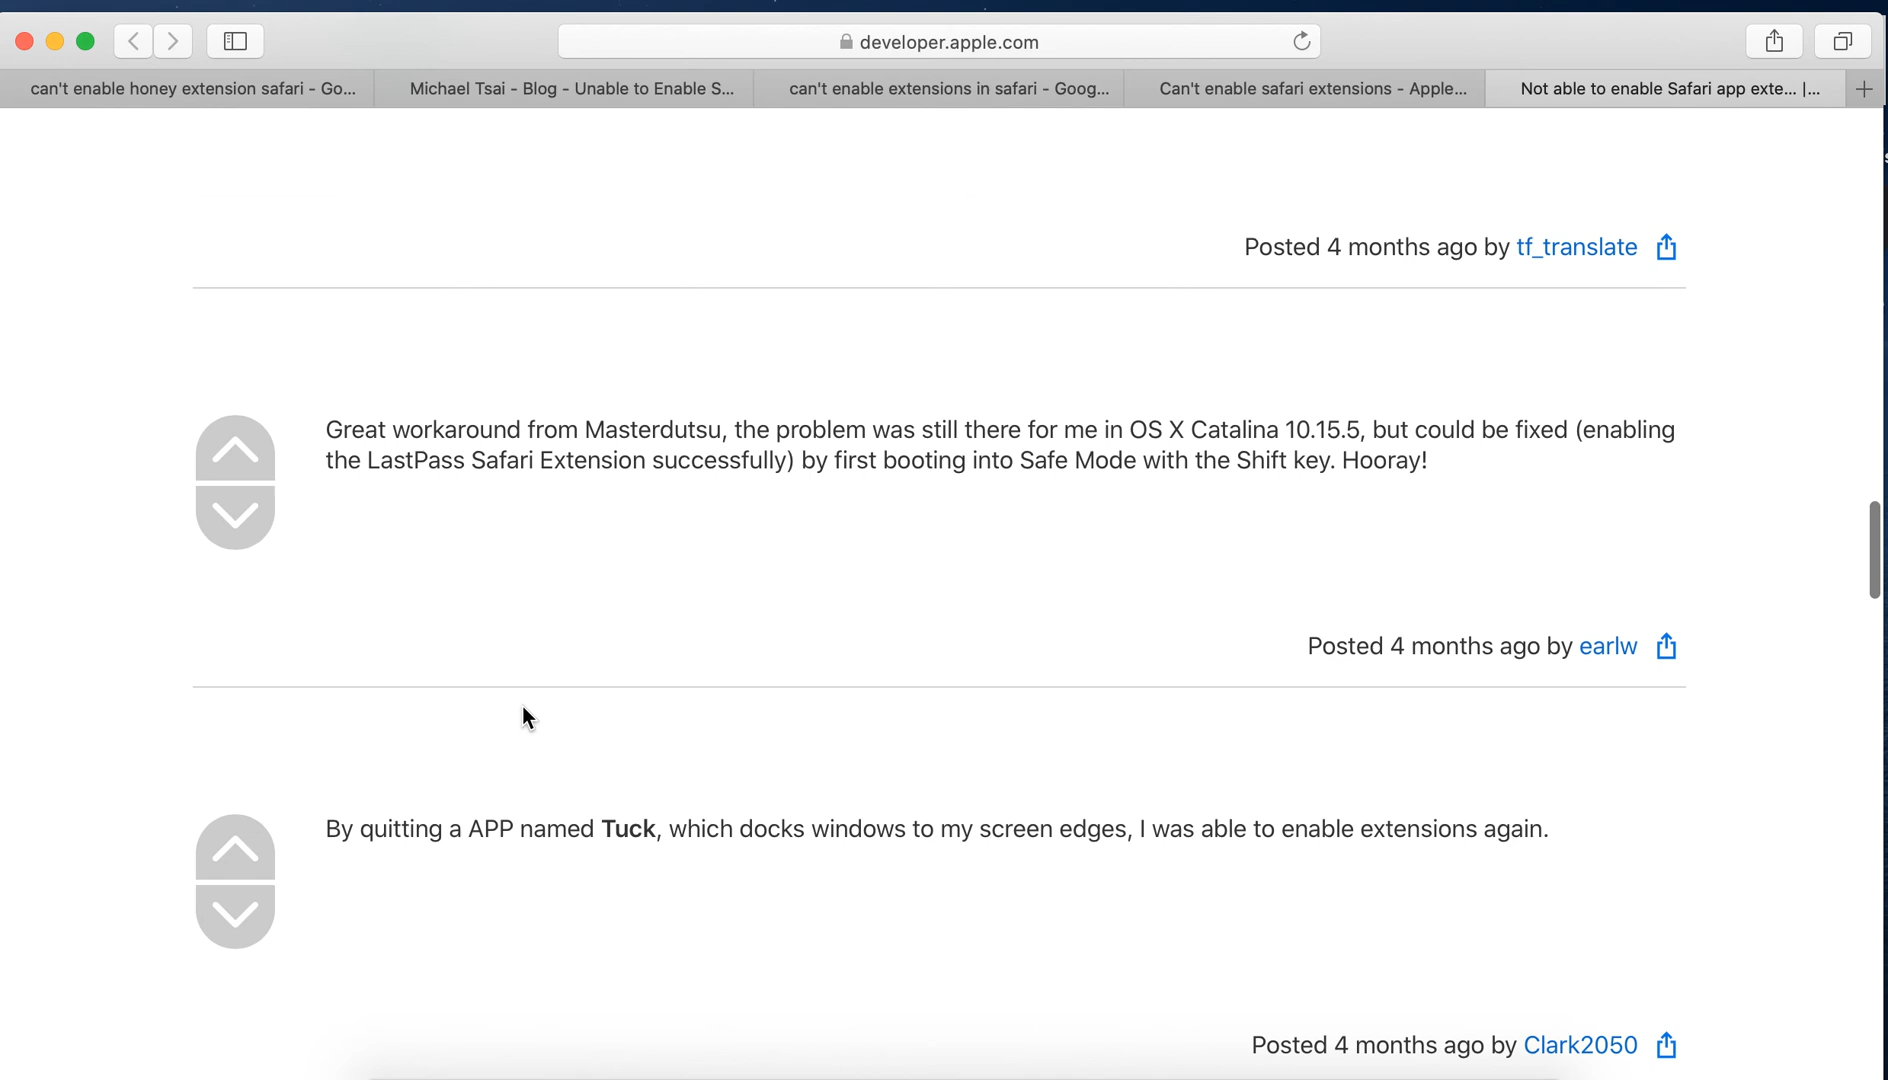 developer.apple.com
can't enable honey extension safari - Go...
Michael Tsai - Blog - Unable to Enable S...
can't enable extensions in safari - Goog...
Can't enable safari extensions - Apple...
Not able to enable Safari app exte... |...
Posted 4 months ago by tf_translate
Great workaround from Masterdutsu, the problem was still there for me in OS X Catalina 10.15.5, but could be fixed (enabling
the LastPass Safari Extension successfully) by first booting into Safe Mode with the Shift key. Hooray!
Posted 4 months ago by earlw
By quitting a APP named Tuck, which docks windows to my screen edges, I was able to enable extensions again.
Posted 4 months ago by Clark2050